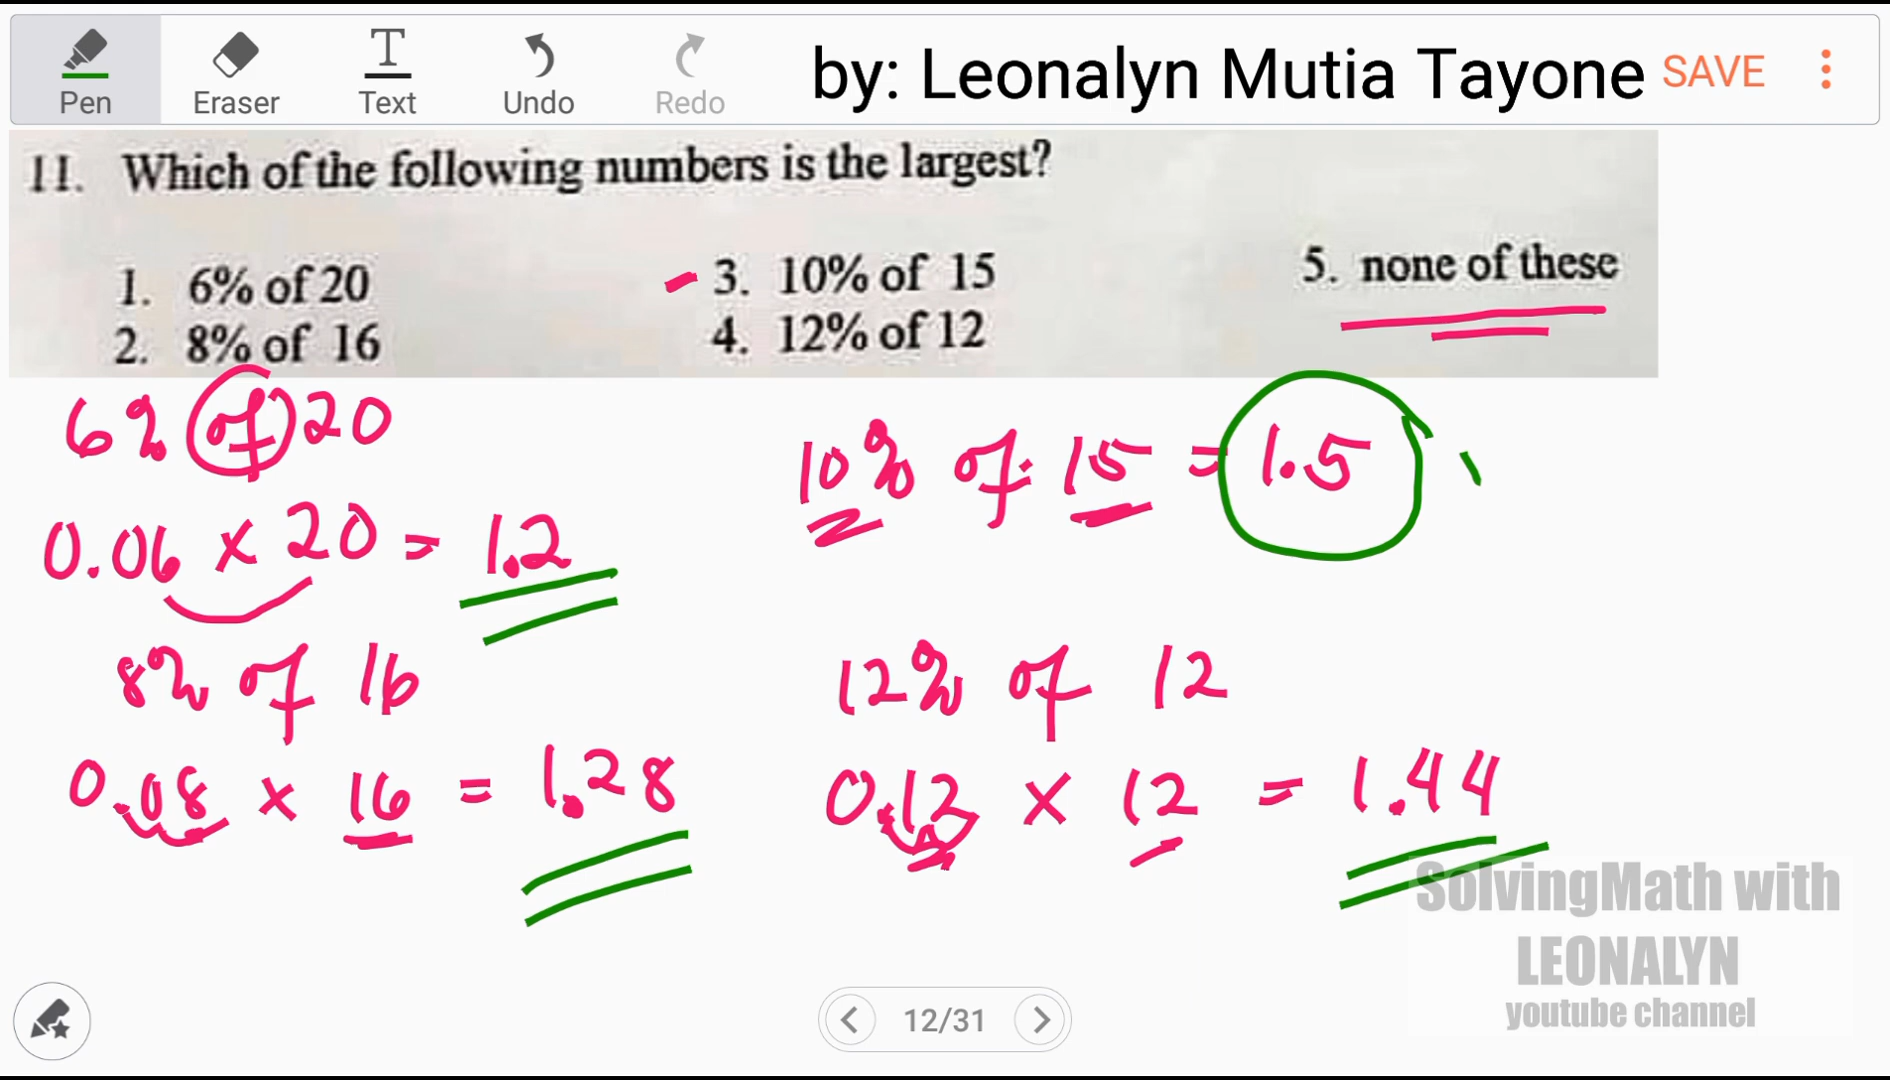 Pen
Eraser
Text
Undo
Redo
by: Leonalyn Mutia Tayone
SAVE
11. Which of the following numbers is the largest?
1. 6% of 20
2. 8% of 16
3. 10% of 15
4. 12% of 12
5. none of these
6% of 20
0.06 × 20 = 1.2
8% of 16
0.08 × 16 = 1.28
10% of 15 = 1.5
12% of 12
0.12 × 12 = 1.44
SolvingMath with
LEONALYN
youtube channel
12/31